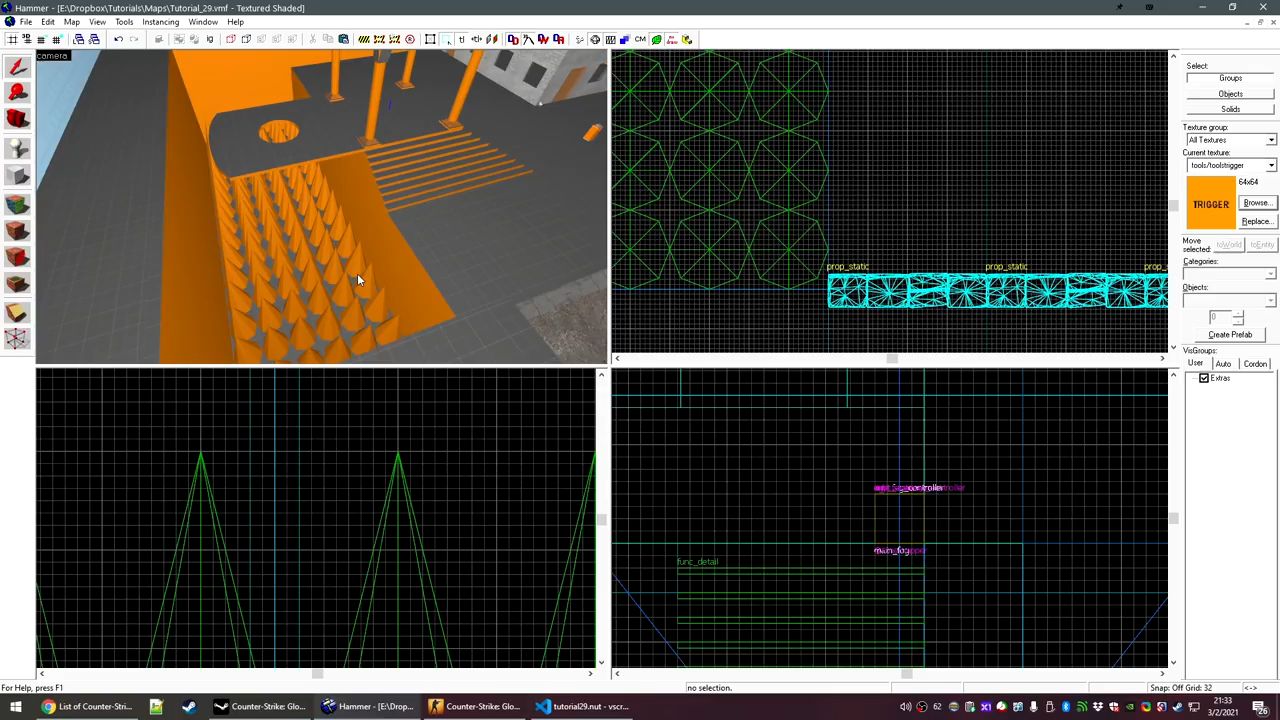 Hammer - [E:\Dropbox\Tutorials\Maps\Tutorial_29.vmf - Textured Shaded]
File Edit Map View Tools Instancing Window Help
CM
camera
prop_static prop_static
func_detail
Select:
Groups
Objects
Solids
Texture group:
All Textures
Current texture:
tools/toolstrigger
64x64
TRIGGER
Browse...
Replace...
Move selected:
toWorld toEntity
Categories:
Objects:
0
Create Prefab
VisGroups:
User Auto Cordon
Extras
For Help, press F1
no selection.
Snap: Off Grid: 32
<->
List of Counter-Stri...
Counter-Strike: Glo...
Hammer - [E:\Drop...
Counter-Strike: Glo...
tutorial29.nut - vscr...
62
21:33
3/2/2021